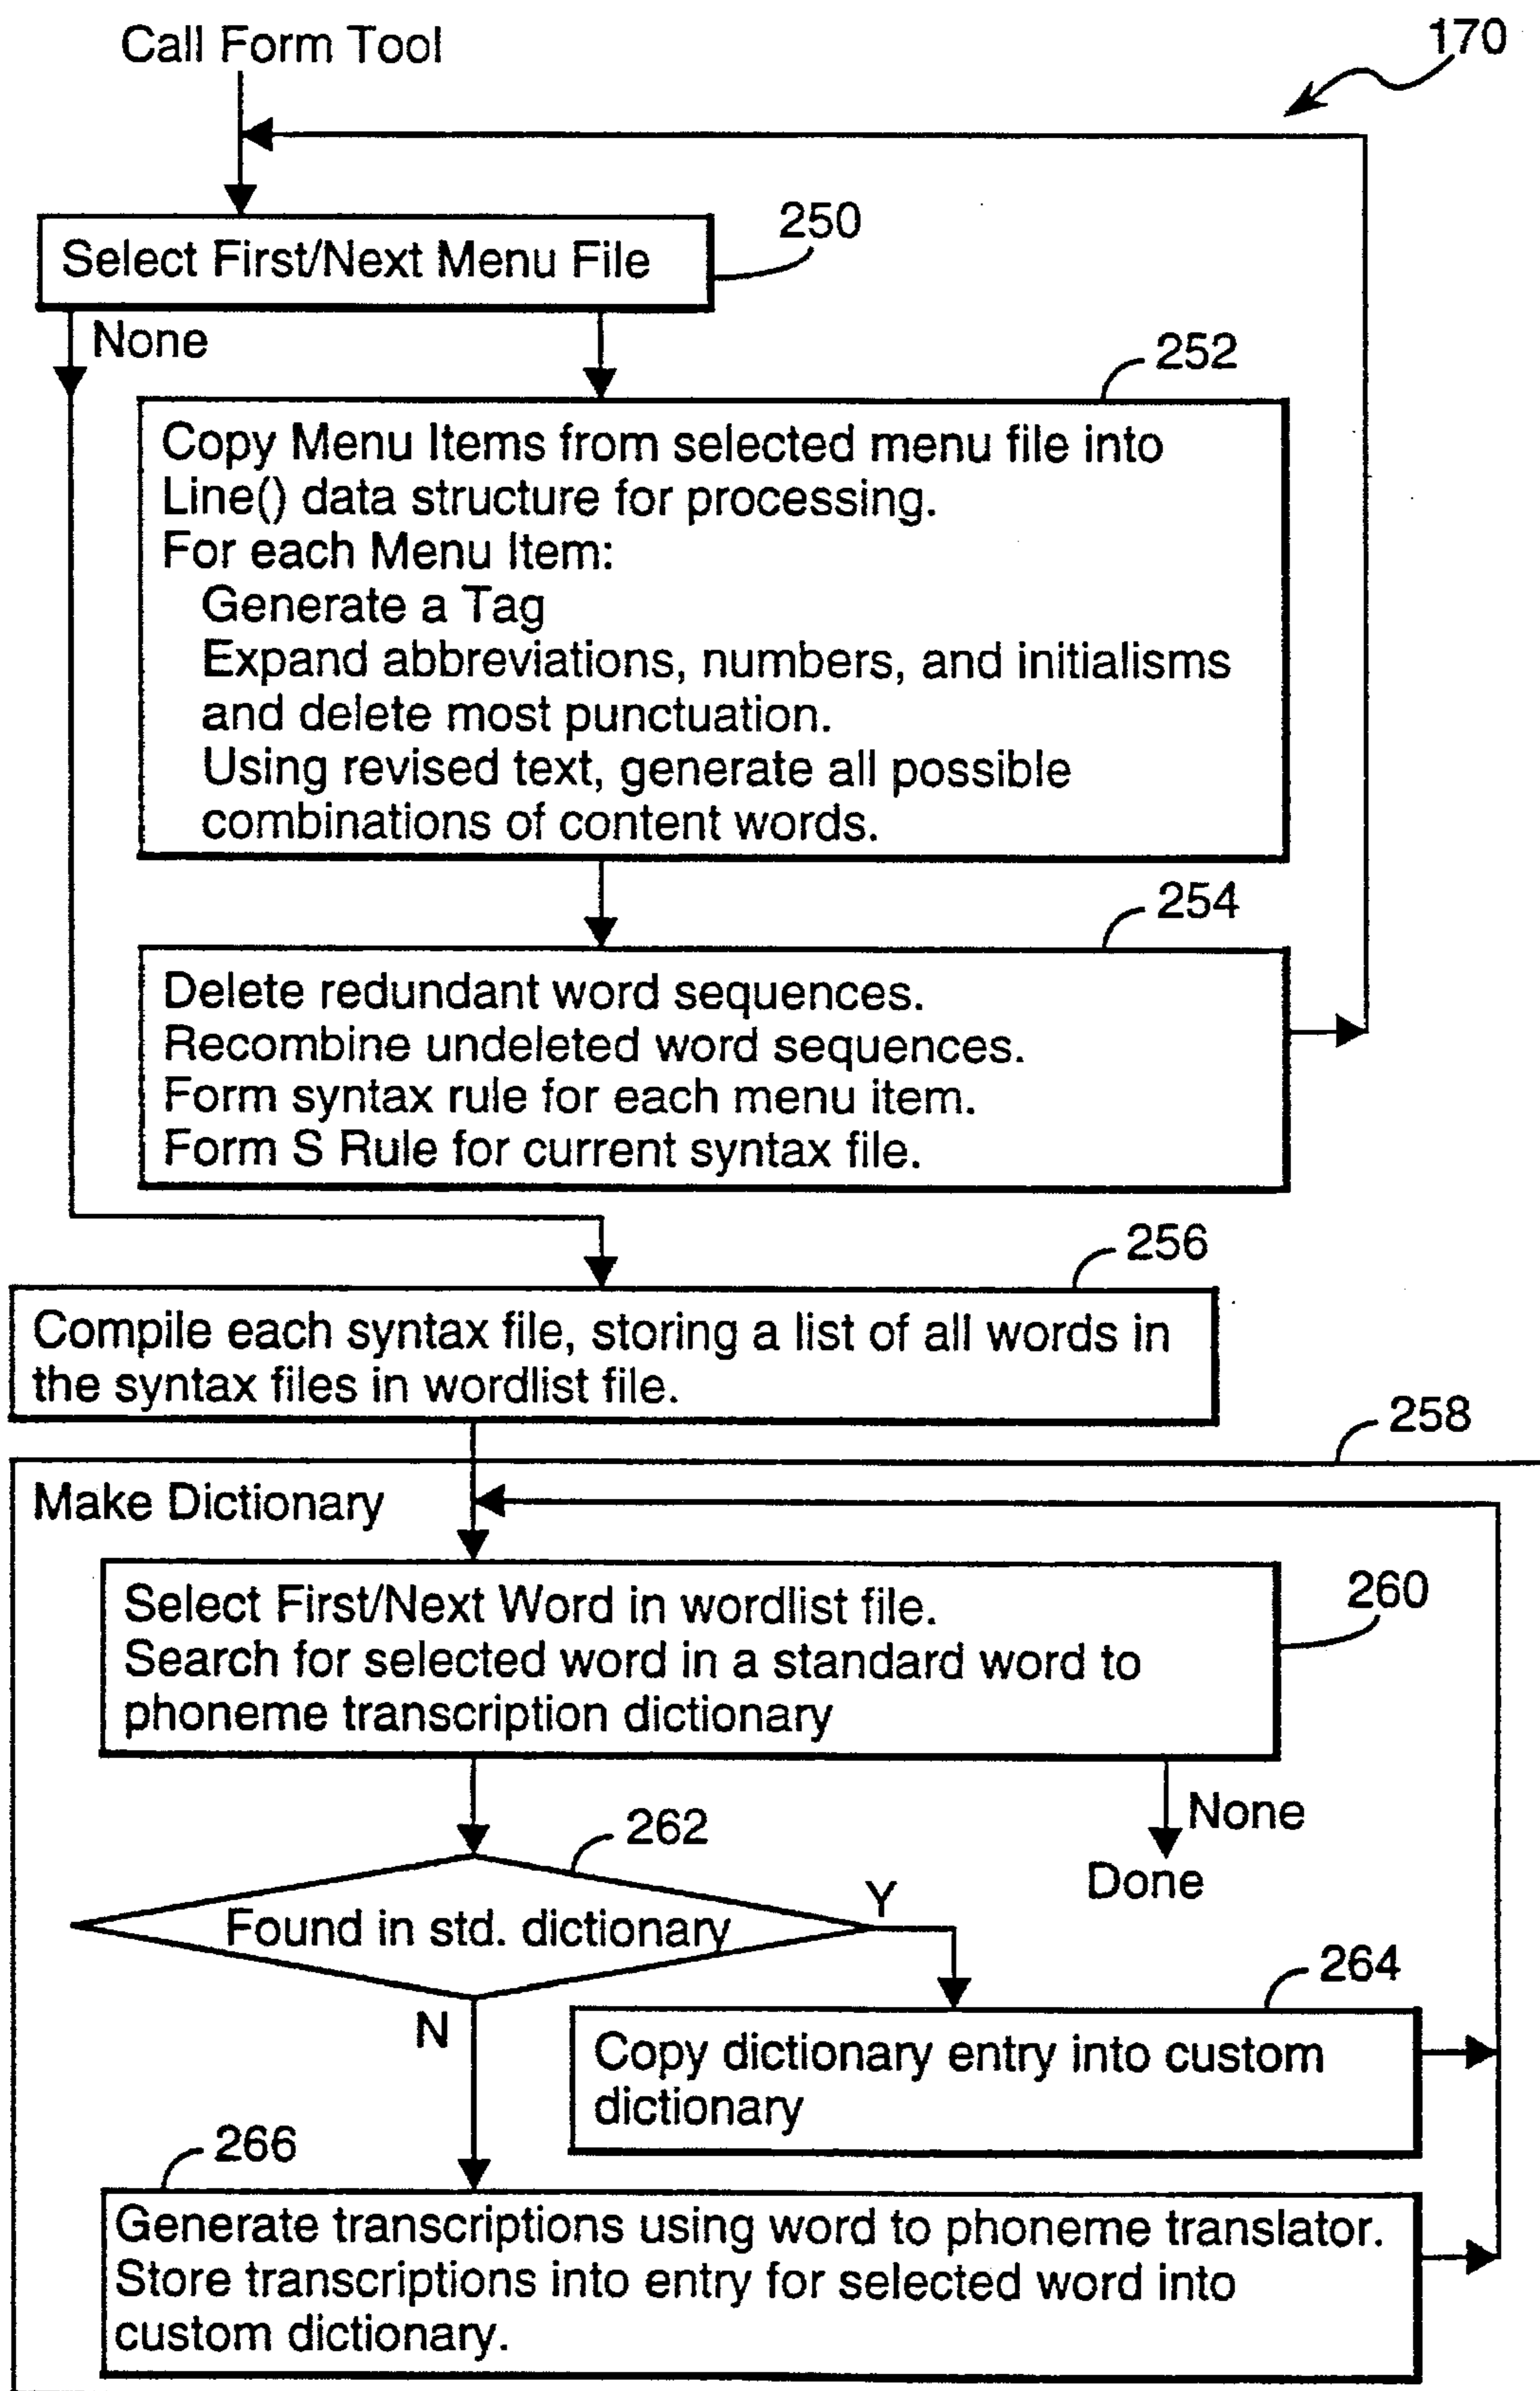 Call Form Tool
170
Select First/Next Menu File
250
None
252
Copy Menu Items from selected menu file into
Line() data structure for processing.
For each Menu Item:
Generate a Tag
Expand abbreviations, numbers, and initialisms
and delete most punctuation.
Using revised text, generate all possible
combinations of content words.
254
Delete redundant word sequences.
Recombine undeleted word sequences.
Form syntax rule for each menu item.
Form S Rule for current syntax file.
256
Compile each syntax file, storing a list of all words in
the syntax files in wordlist file.
258
Make Dictionary
260
Select First/Next Word in wordlist file.
Search for selected word in a standard word to
phoneme transcription dictionary
None
Done
262
Found in std. dictionary
Y
N
264
Copy dictionary entry into custom
dictionary
266
Generate transcriptions using word to phoneme translator.
Store transcriptions into entry for selected word into
custom dictionary.